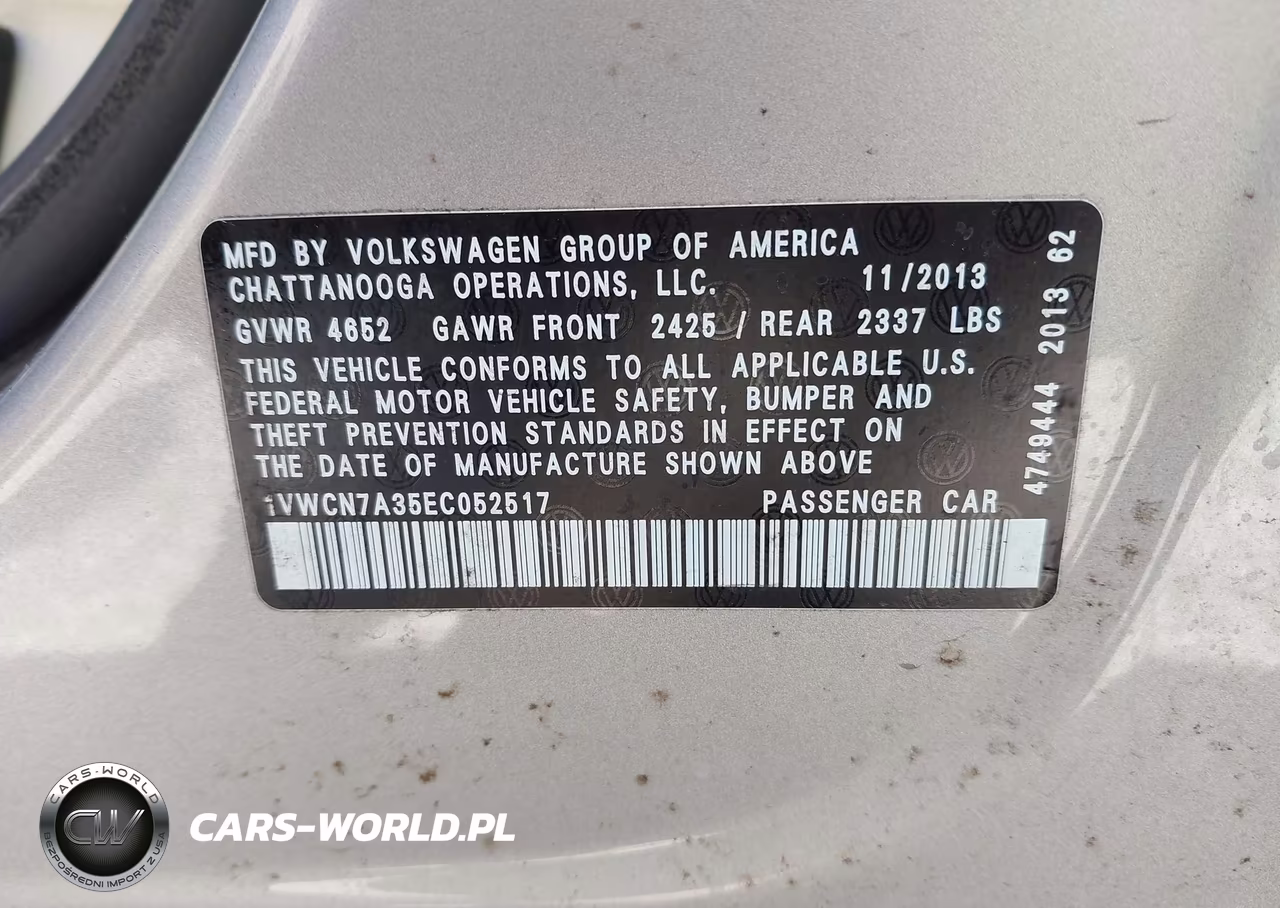 MFD BY VOLKSWAGEN GROUP OF AMERICA
CHATTANOOGA OPERATIONS, LLC. 11/2013
GVWR 4652 GAWR FRONT 2425 / REAR 2337 LBS
THIS VEHICLE CONFORMS TO ALL APPLICABLE U.S.
FEDERAL MOTOR VEHICLE SAFETY, BUMPER AND
THEFT PREVENTION STANDARDS IN EFFECT ON
THE DATE OF MANUFACTURE SHOWN ABOVE
1VWCN7A35EC052517 PASSENGER CAR
4749444 2013 62
CARS-WORLD
CW
BEZPOŚREDNI IMPORT Z USA
CARS-WORLD.PL